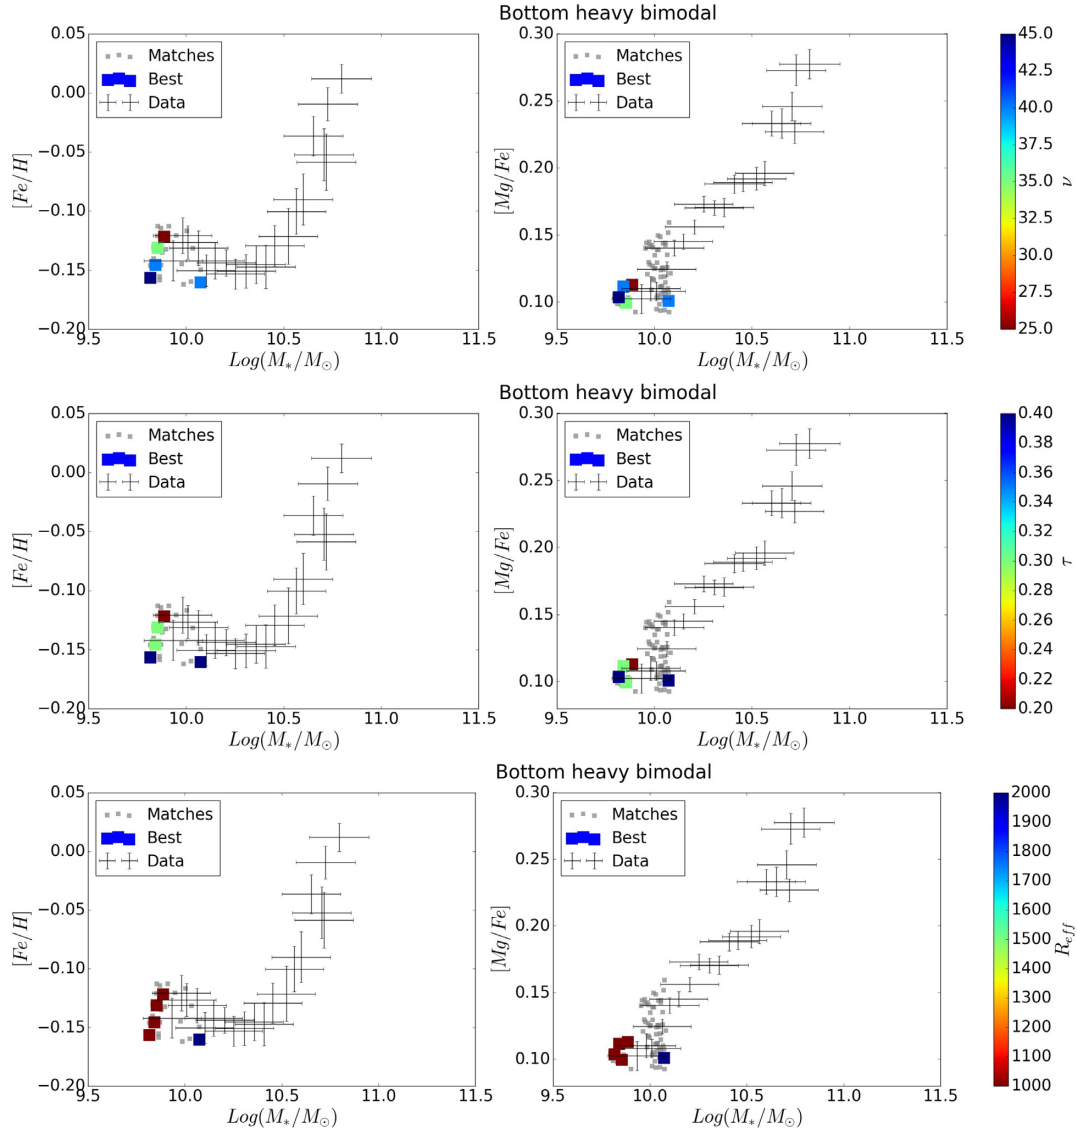 Bottom heavy bimodal
0.05
0.00
−0.05
−0.10
−0.15
−0.20
[Fe/H]
Matches
Best
Data
9.5 10.0 10.5 11.0 11.5
Log(M*/M⊙)
0.30
0.25
0.20
0.15
0.10
[Mg/Fe]
Matches
Best
Data
9.5 10.0 10.5 11.0 11.5
Log(M*/M⊙)
45.0
42.5
40.0
37.5
35.0
32.5
30.0
27.5
25.0
ν
Bottom heavy bimodal
0.05
0.00
−0.05
−0.10
−0.15
−0.20
[Fe/H]
Matches
Best
Data
9.5 10.0 10.5 11.0 11.5
Log(M*/M⊙)
0.30
0.25
0.20
0.15
0.10
[Mg/Fe]
Matches
Best
Data
9.5 10.0 10.5 11.0 11.5
Log(M*/M⊙)
0.40
0.38
0.36
0.34
0.32
0.30
0.28
0.26
0.24
0.22
0.20
τ
Bottom heavy bimodal
0.05
0.00
−0.05
−0.10
−0.15
−0.20
[Fe/H]
Matches
Best
Data
9.5 10.0 10.5 11.0 11.5
Log(M*/M⊙)
0.30
0.25
0.20
0.15
0.10
[Mg/Fe]
Matches
Best
Data
9.5 10.0 10.5 11.0 11.5
Log(M*/M⊙)
2000
1900
1800
1700
1600
1500
1400
1300
1200
1100
1000
R_eff